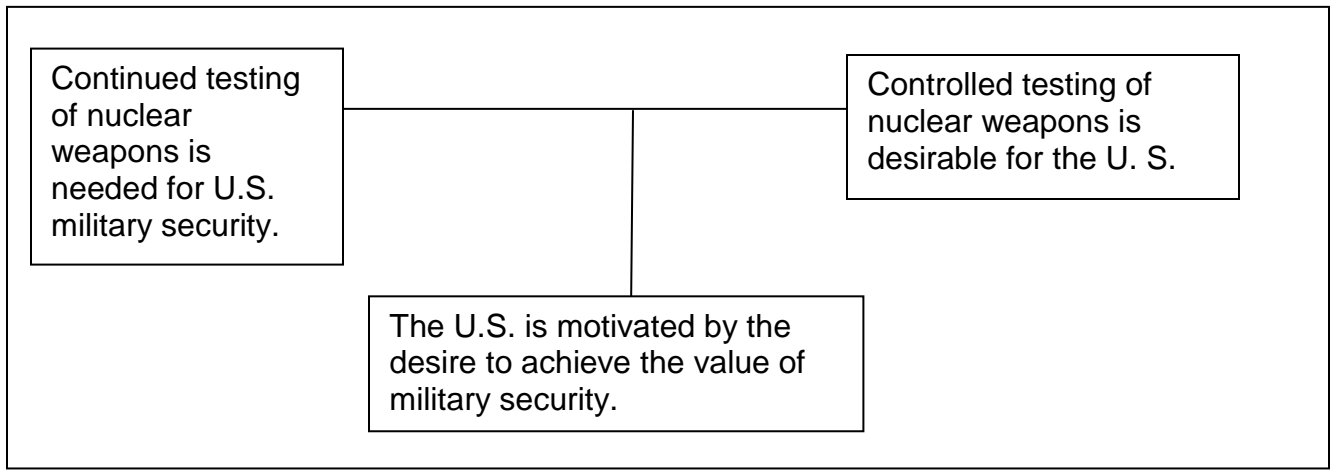 Continued testing
of nuclear
weapons is
needed for U.S.
military security.
Controlled testing of
nuclear weapons is
desirable for the U. S.
The U.S. is motivated by the
desire to achieve the value of
military security.